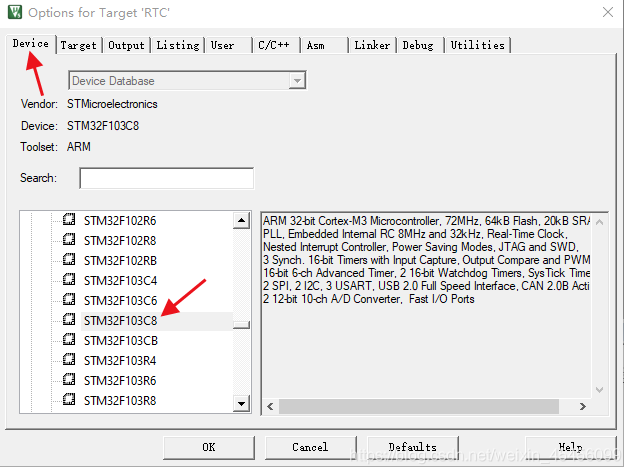 Options for Target 'RTC'
Device Target Output Listing User C/C++ Asm Linker Debug Utilities
Device Database
Vendor: STMicroelectronics
Device: STM32F103C8
Toolset: ARM
Search:
STM32F102R6
STM32F102R8
STM32F102RB
STM32F103C4
STM32F103C6
STM32F103C8
STM32F103CB
STM32F103R4
STM32F103R6
STM32F103R8
ARM 32-bit Cortex-M3 Microcontroller, 72MHz, 64kB Flash, 20kB SRA
PLL, Embedded Internal RC 8MHz and 32kHz, Real-Time Clock,
Nested Interrupt Controller, Power Saving Modes, JTAG and SWD,
3 Synch. 16-bit Timers with Input Capture, Output Compare and PWM
16-bit 6-ch Advanced Timer, 2 16-bit Watchdog Timers, SysTick Time
2 SPI, 2 I2C, 3 USART, USB 2.0 Full Speed Interface, CAN 2.0B Acti
2 12-bit 10-ch A/D Converter, Fast I/O Ports
OK Cancel Defaults Help